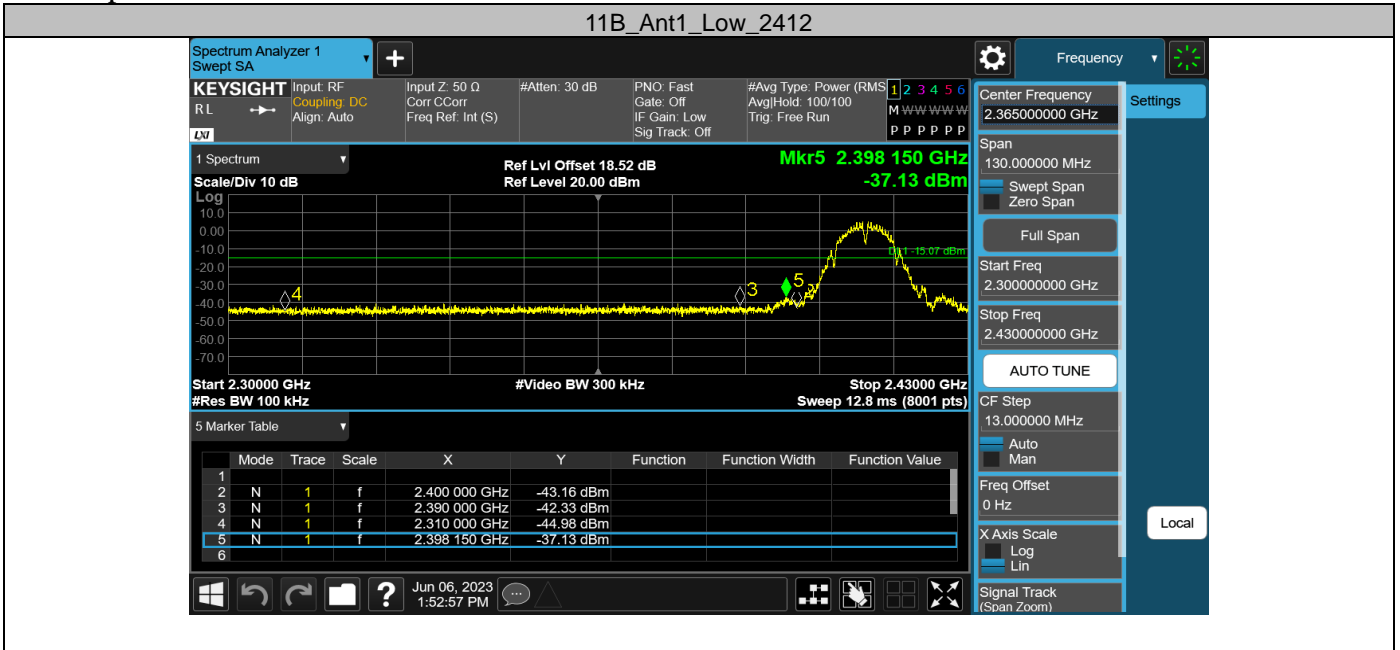 11B_Ant1_Low_2412
Spectrum Analyzer 1
Swept SA
Frequency
KEYSIGHT
RL
LXI
Input: RF
Coupling: DC
Align: Auto
Input Z: 50 Ω
Corr CCorr
Freq Ref: Int (S)
#Atten: 30 dB
PNO: Fast
Gate: Off
IF Gain: Low
Sig Track: Off
#Avg Type: Power (RMS
Avg|Hold: 100/100
Trig: Free Run
1 2 3 4 5 6
M W W W W W
P P P P P P
Center Frequency
2.365000000 GHz
Settings
Span
130.000000 MHz
Swept Span
Zero Span
Full Span
Start Freq
2.300000000 GHz
Stop Freq
2.430000000 GHz
AUTO TUNE
CF Step
13.000000 MHz
Auto
Man
Freq Offset
0 Hz
X Axis Scale
Log
Lin
Signal Track
(Span Zoom)
Local
1 Spectrum
Scale/Div 10 dB
Ref Lvl Offset 18.52 dB
Ref Level 20.00 dBm
Mkr5 2.398 150 GHz
-37.13 dBm
Log
10.0
0.00
-10.0
-20.0
-30.0
-40.0
-50.0
-60.0
-70.0
DL1 -15.07 dBm
4
3
5
2
Start 2.30000 GHz
#Res BW 100 kHz
#Video BW 300 kHz
Stop 2.43000 GHz
Sweep 12.8 ms (8001 pts)
5 Marker Table
Mode Trace Scale X Y Function Function Width Function Value
1
2 N 1 f 2.400 000 GHz -43.16 dBm
3 N 1 f 2.390 000 GHz -42.33 dBm
4 N 1 f 2.310 000 GHz -44.98 dBm
5 N 1 f 2.398 150 GHz -37.13 dBm
6
?
Jun 06, 2023
1:52:57 PM